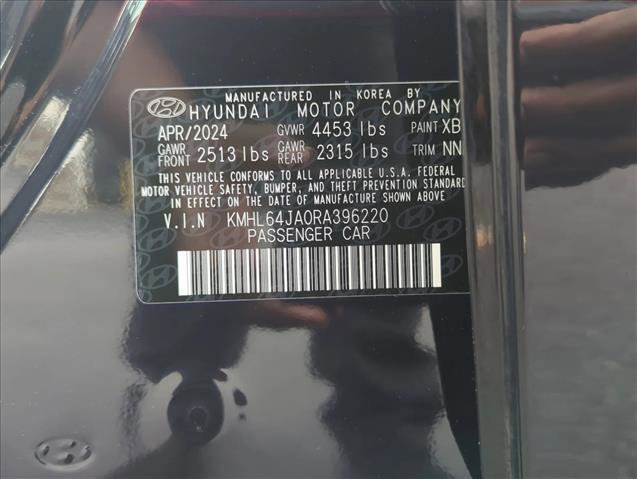 MANUFACTURED IN KOREA BY
HYUNDAI MOTOR COMPANY
APR/2024 GVWR 4453 lbs PAINT XB
GAWR FRONT 2513 lbs GAWR REAR 2315 lbs TRIM NN
THIS VEHICLE CONFORMS TO ALL APPLICABLE U.S.A. FEDERAL
MOTOR VEHICLE SAFETY, BUMPER, AND THEFT PREVENTION STANDARD
IN EFFECT ON THE DATE OF MANUFACTURE SHOWN ABOVE.
V.I.N KMHL64JA0RA396220
PASSENGER CAR